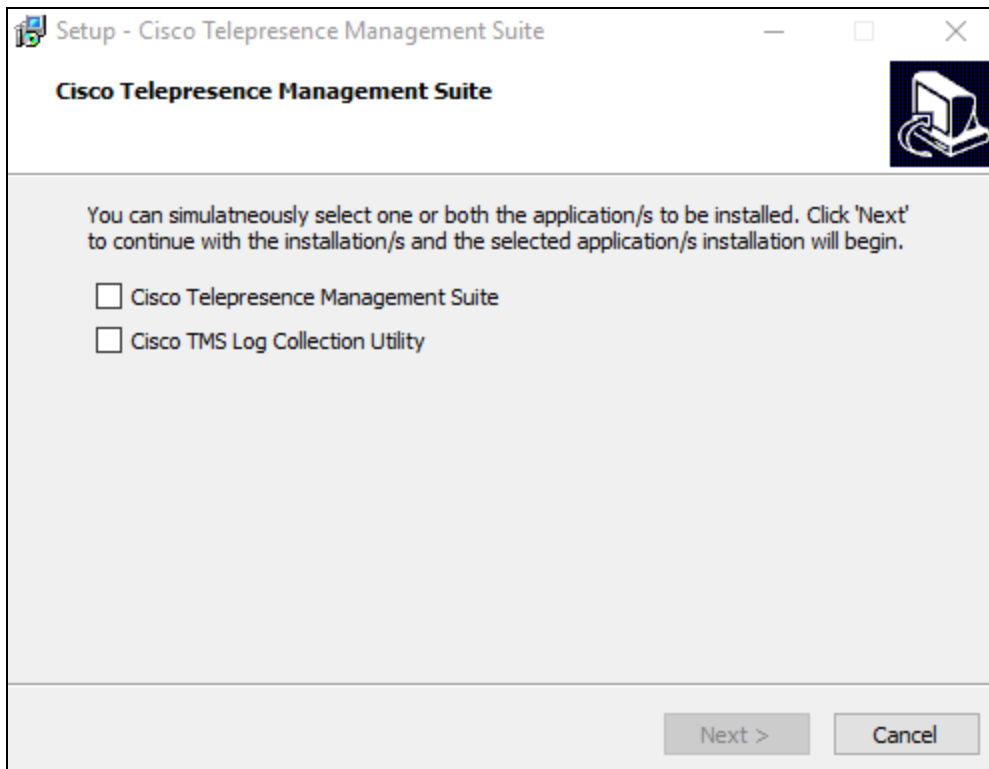 Setup - Cisco Telepresence Management Suite
Cisco Telepresence Management Suite
You can simulatneously select one or both the application/s to be installed. Click 'Next'
to continue with the installation/s and the selected application/s installation will begin.
Cisco Telepresence Management Suite
Cisco TMS Log Collection Utility
Next >
Cancel